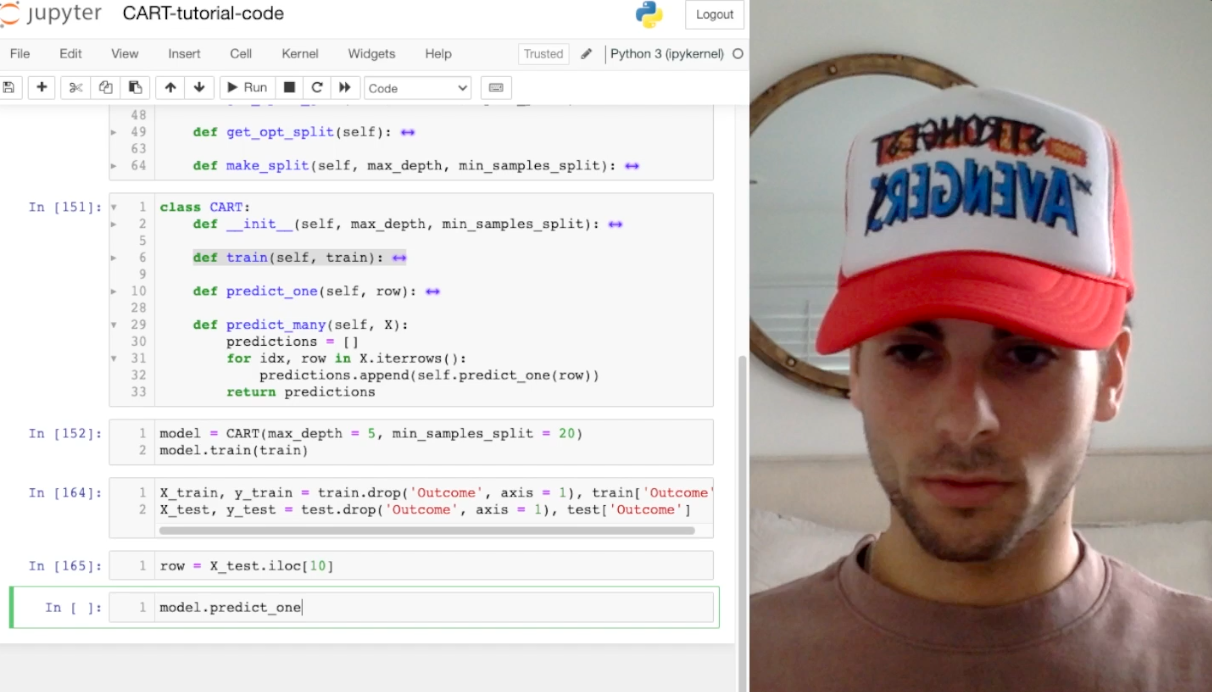 jupyter CART-tutorial-code
Logout
File Edit View Insert Cell Kernel Widgets Help Trusted Python 3 (ipykernel)
Run Code
48
49 def get_opt_split(self):
63
64 def make_split(self, max_depth, min_samples_split):
In [151]: 1 class CART:
2 def __init__(self, max_depth, min_samples_split):
5
6 def train(self, train):
9
10 def predict_one(self, row):
28
29 def predict_many(self, X):
30 predictions = []
31 for idx, row in X.iterrows():
32 predictions.append(self.predict_one(row))
33 return predictions
In [152]: 1 model = CART(max_depth = 5, min_samples_split = 20)
2 model.train(train)
In [164]: 1 X_train, y_train = train.drop('Outcome', axis = 1), train['Outcome'
2 X_test, y_test = test.drop('Outcome', axis = 1), test['Outcome']
In [165]: 1 row = X_test.iloc[10]
In [ ]: 1 model.predict_one
STRONGEST
AVENGERS